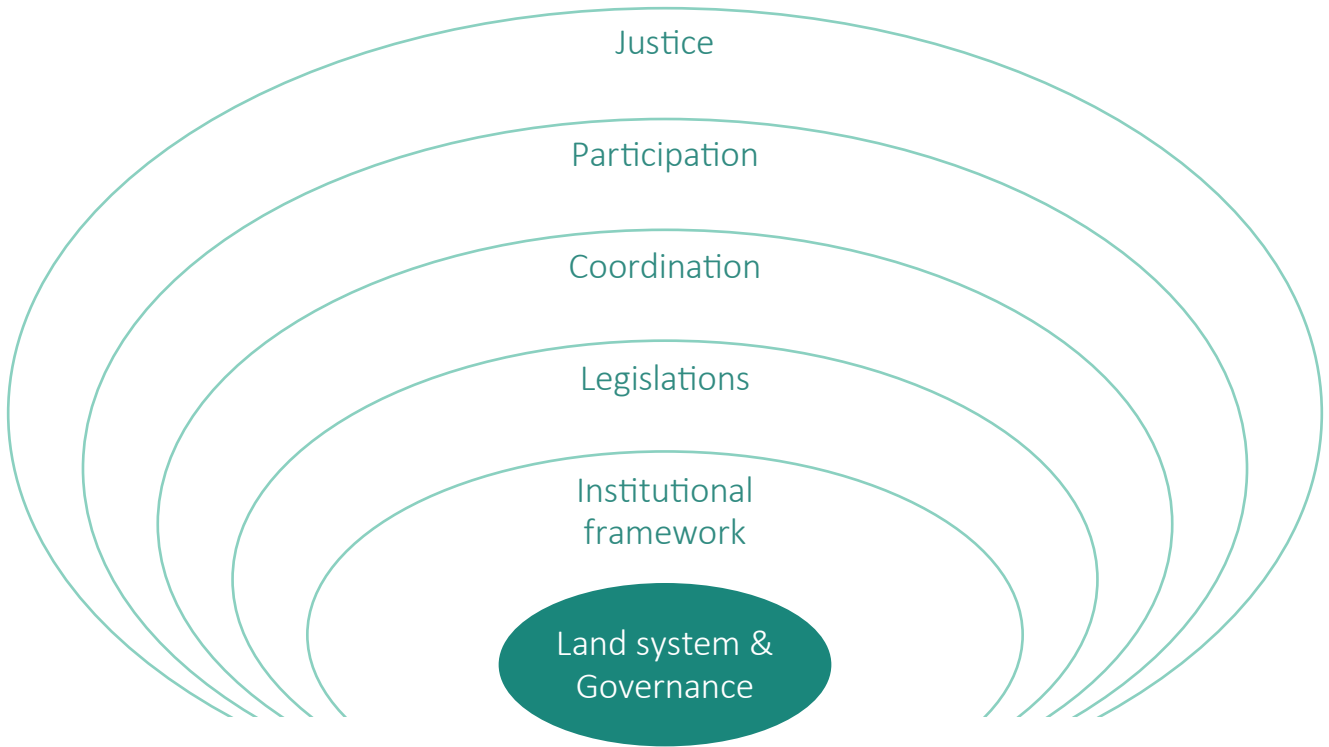 Justice
Participation
Coordination
Legislations
Institutional
framework
Land system &
Governance